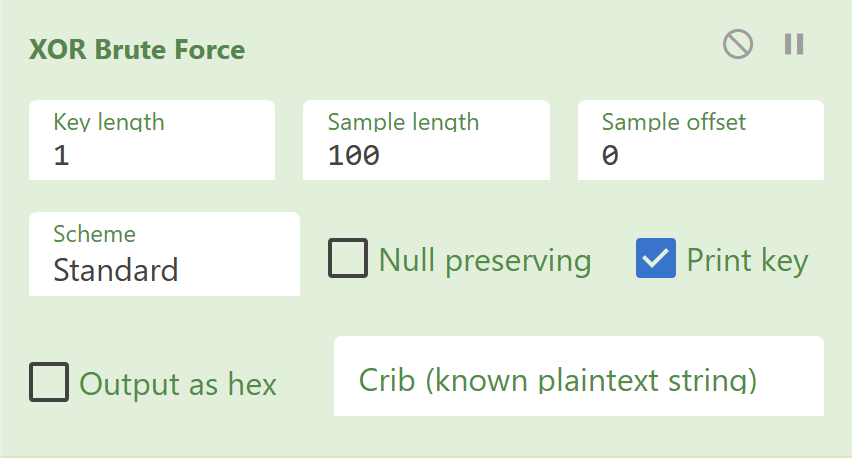 XOR Brute Force
Key length
Sample length
Sample offset
1
100
0
Scheme
Standard
Null preserving
Print key
Output as hex
Crib (known plaintext string)